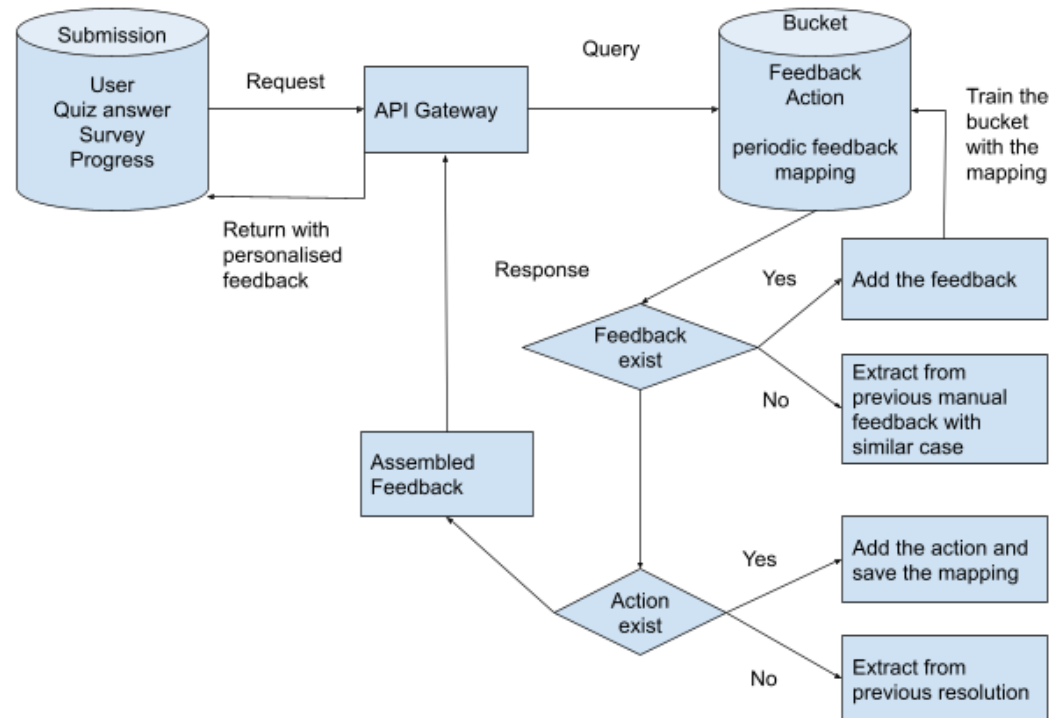 Submission
User
Quiz answer
Survey
Progress
Request
API Gateway
Query
Bucket
Feedback
Action
periodic feedback
mapping
Train the
bucket
with the
mapping
Return with
personalised
feedback
Response
Feedback
exist
Yes
Add the feedback
No
Extract from
previous manual
feedback with
similar case
Assembled
Feedback
Action
exist
Yes
Add the action and
save the mapping
No
Extract from
previous resolution